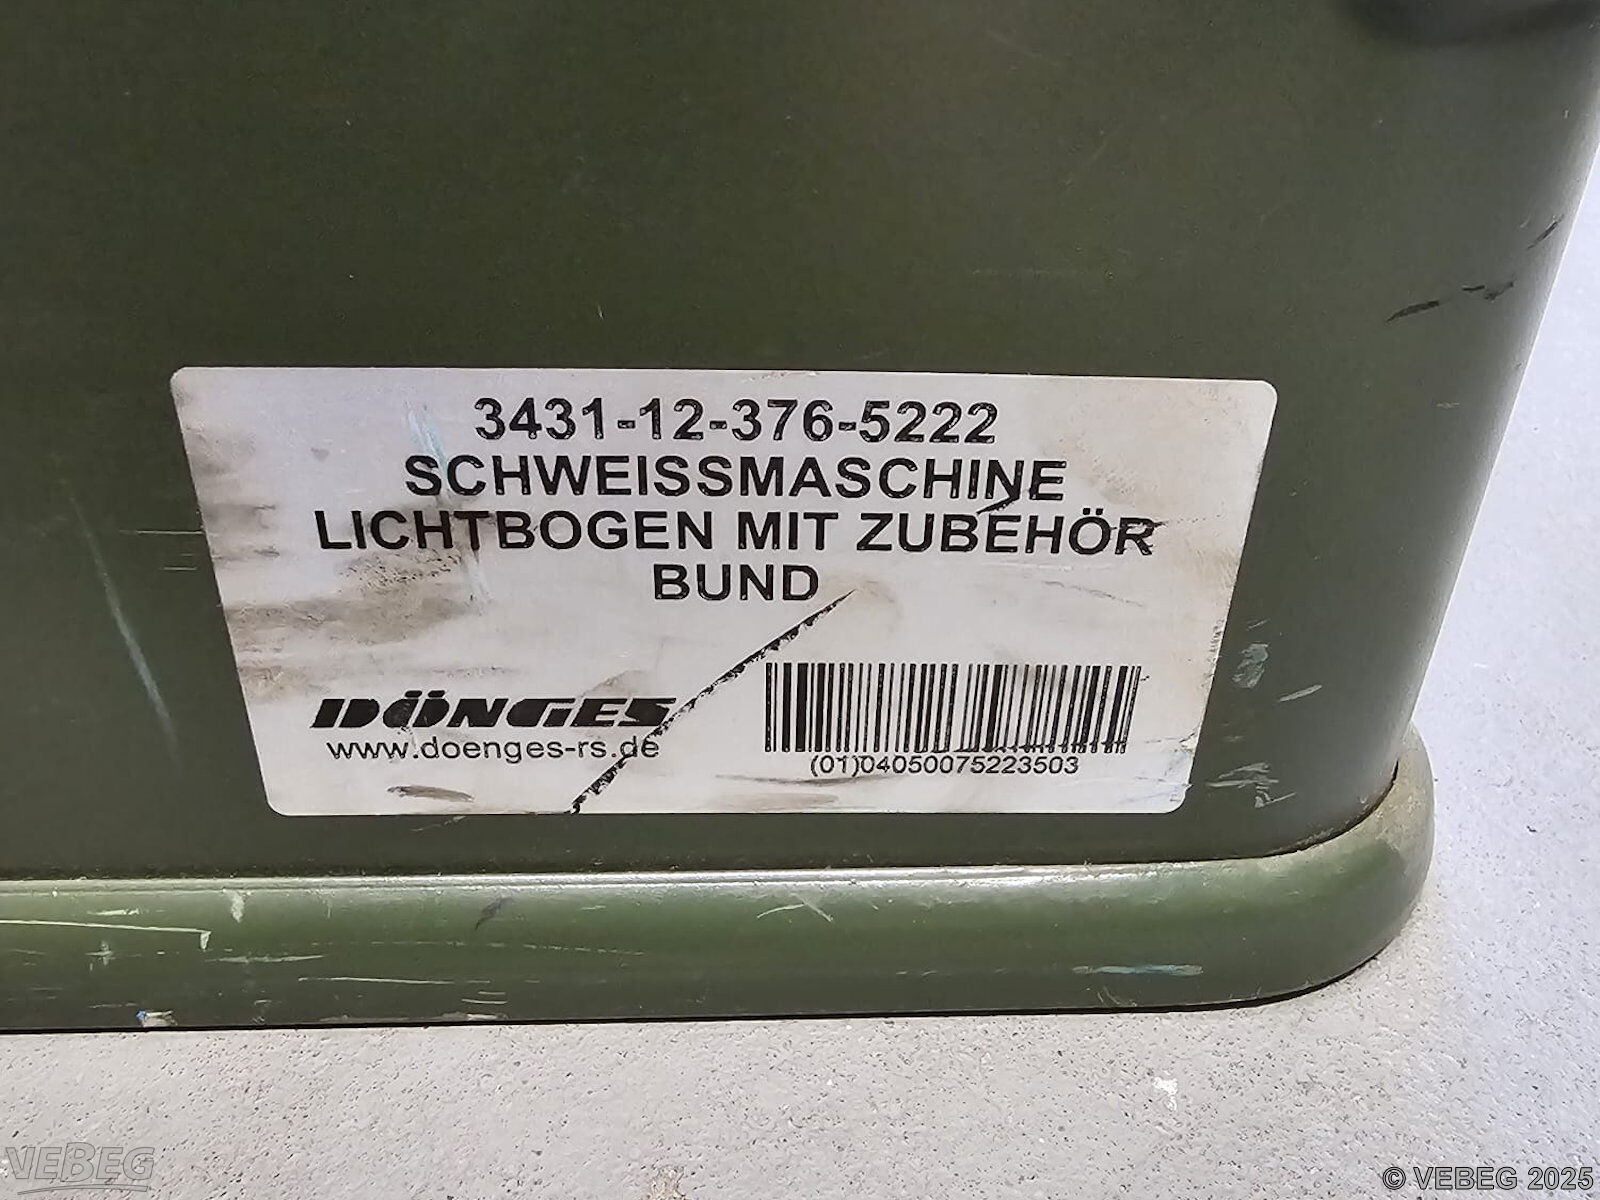 3431-12-376-5222
SCHWEISSMASCHINE
LICHTBOGEN MIT ZUBEHÖR
BUND
DÖNGES
www.doenges-rs.de
(01)04050075223503
VEBEG
© VEBEG 2025